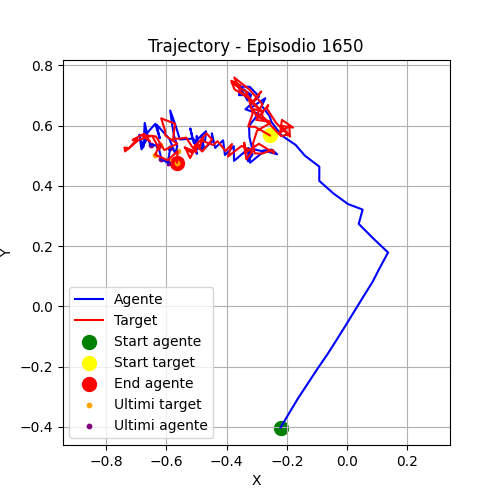 Trajectory - Episodio 1650
0.8
0.6
0.4
0.2
0.0
−0.2
−0.4
Y
Agente
Target
Start agente
Start target
End agente
Ultimi target
Ultimi agente
−0.8
−0.6
−0.4
−0.2
0.0
0.2
X